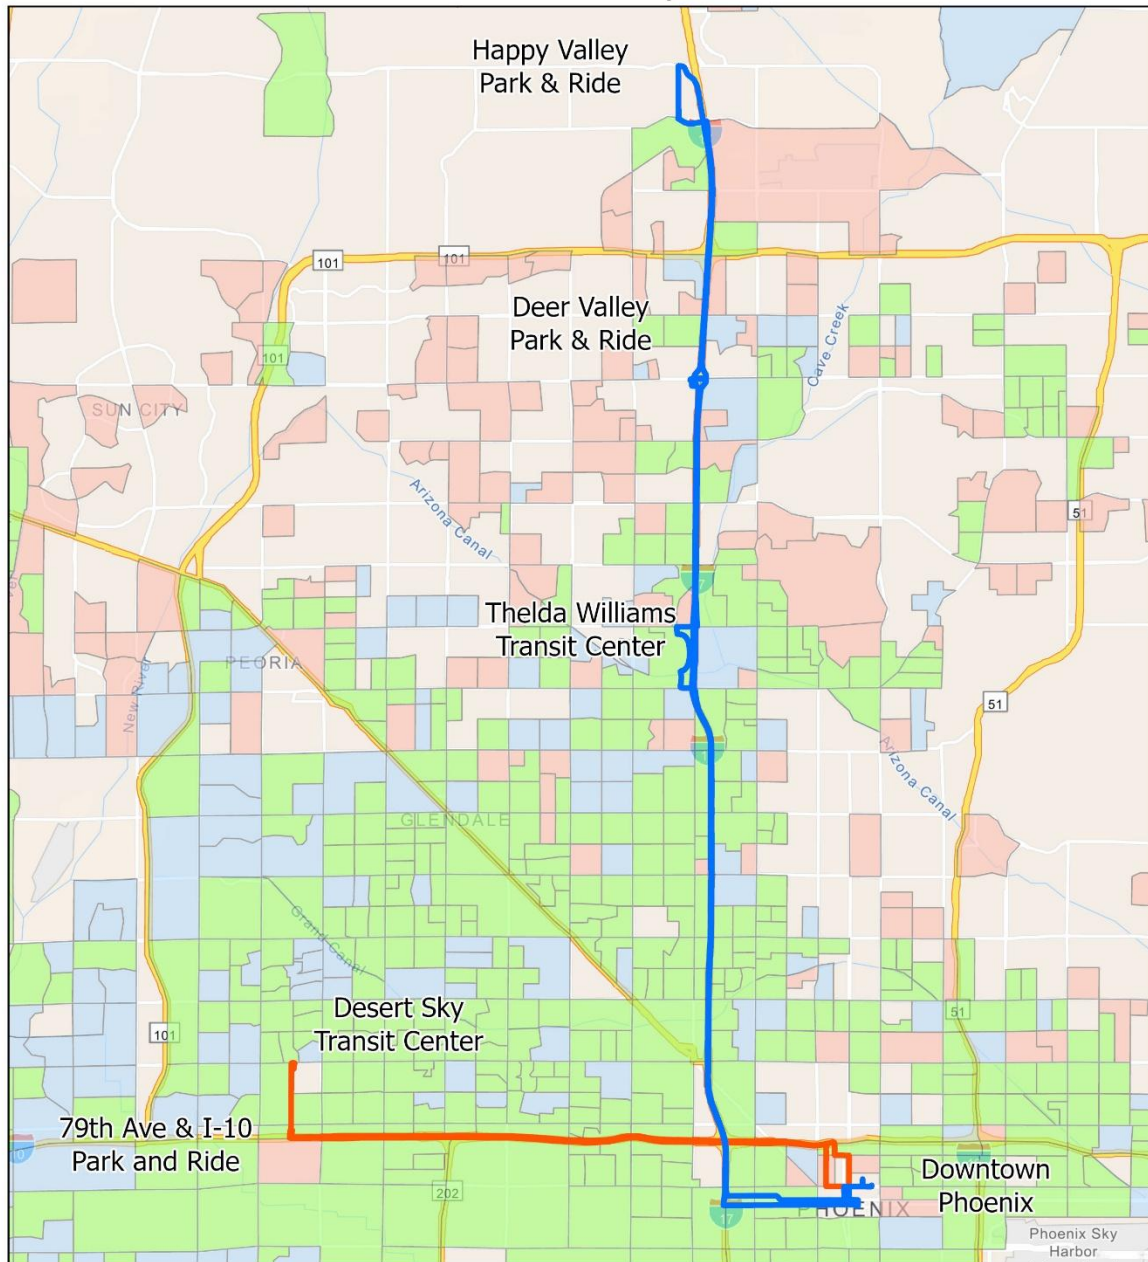 Happy Valley
Park & Ride
101
101
Deer Valley
Park & Ride
Cave Creek
101
SUN CITY
Arizona Canal
51
Thelda Williams
Transit Center
PEORIA
New River
51
Arizona Canal
GLENDALE
Grand Canal
Desert Sky
Transit Center
51
101
79th Ave & I-10
Park and Ride
10
Downtown
Phoenix
202
17
PHOENIX
Phoenix Sky
Harbor